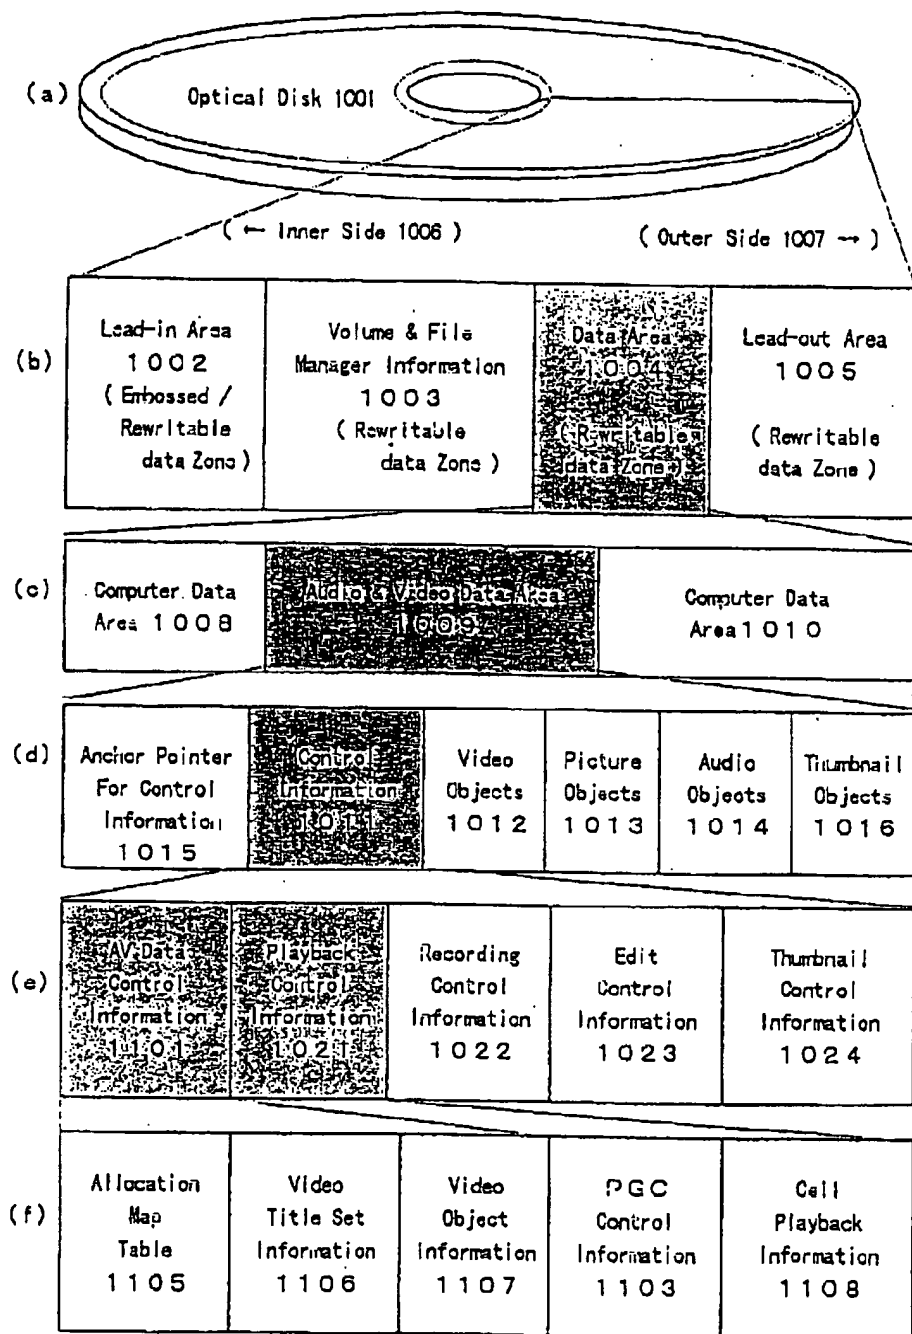 (a)
Optical Disk 1001
( ← Inner Side 1006 )
( Outer Side 1007 → )
(b)
Lead-in Area
1002
( Embossed /
Rewritable
data Zone )
Volume & File
Manager Information
1003
( Rewritable
data Zone )
Data Area
1004
( Rewritable
data Zone )
Lead-out Area
1005
( Rewritable
data Zone )
(c)
Computer Data
Area 1008
Audio & Video Data Area
1009
Computer Data
Area 1010
(d)
Anchor Pointer
For Control
Information
1015
Control
Information
1011
Video
Objects
1012
Picture
Objects
1013
Audio
Objects
1014
Thumbnail
Objects
1016
(e)
AV Data
Control
Information
1101
Playback
Control
Information
1021
Recording
Control
Information
1022
Edit
Control
Information
1023
Thumbnail
Control
Information
1024
(f)
Allocation
Map
Table
1105
Video
Title Set
Information
1106
Video
Object
Information
1107
PGC
Control
Information
1103
Cell
Playback
Information
1108